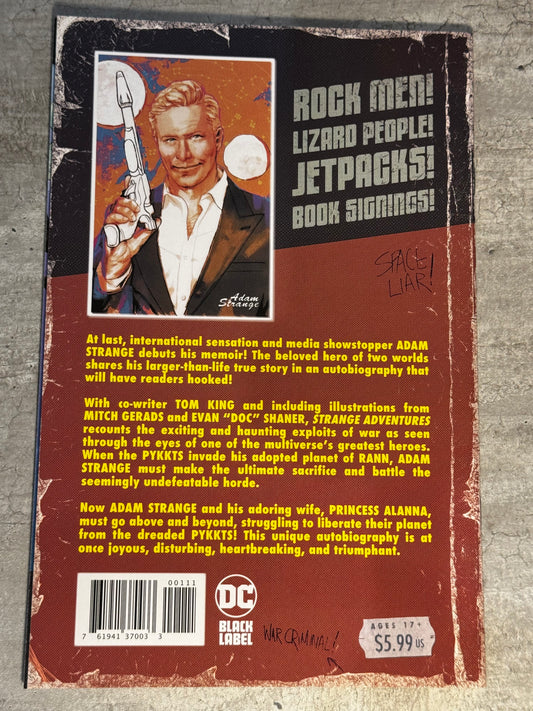 ROCK MEN!
LIZARD PEOPLE!
JETPACKS!
BOOK SIGNINGS!
Adam
Strange
SPACE
LIAR!
At last, international sensation and media showstopper ADAM
STRANGE debuts his memoir! The beloved hero of two worlds
shares his larger-than-life true story in an autobiography that
will have readers hooked!
With co-writer TOM KING and including illustrations from
MITCH GERADS and EVAN “DOC” SHANER, STRANGE ADVENTURES
recounts the exciting and haunting exploits of war as seen
through the eyes of one of the multiverse’s greatest heroes.
When the PYKKTS invade his adopted planet of RANN, ADAM
STRANGE must make the ultimate sacrifice and battle the
seemingly undefeatable horde.
Now ADAM STRANGE and his adoring wife, PRINCESS ALANNA,
must go above and beyond, struggling to liberate their planet
from the dreaded PYKKTS! This unique autobiography is at
once joyous, disturbing, heartbreaking, and triumphant.
00111
7 61941 37003 3
DC
BLACK
LABEL
WAR CRIMINAL!
AGES 17+
$5.99 US